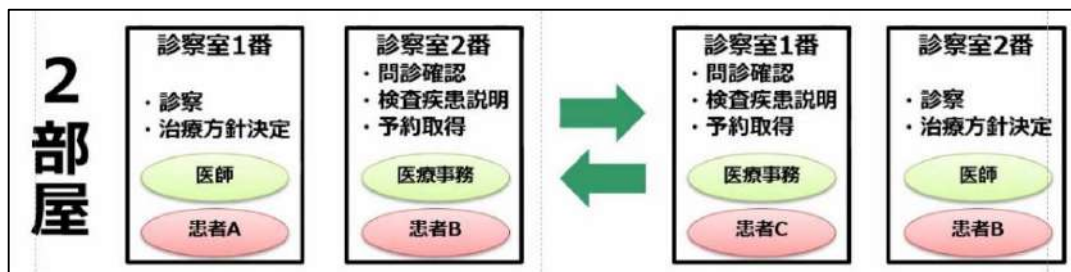 2部屋
診察室1番
・診察
・治療方針決定
医師
患者A
診察室2番
・問診確認
・検査疾患説明
・予約取得
医療事務
患者B
診察室1番
・問診確認
・検査疾患説明
・予約取得
医療事務
患者C
診察室2番
・診察
・治療方針決定
医師
患者B